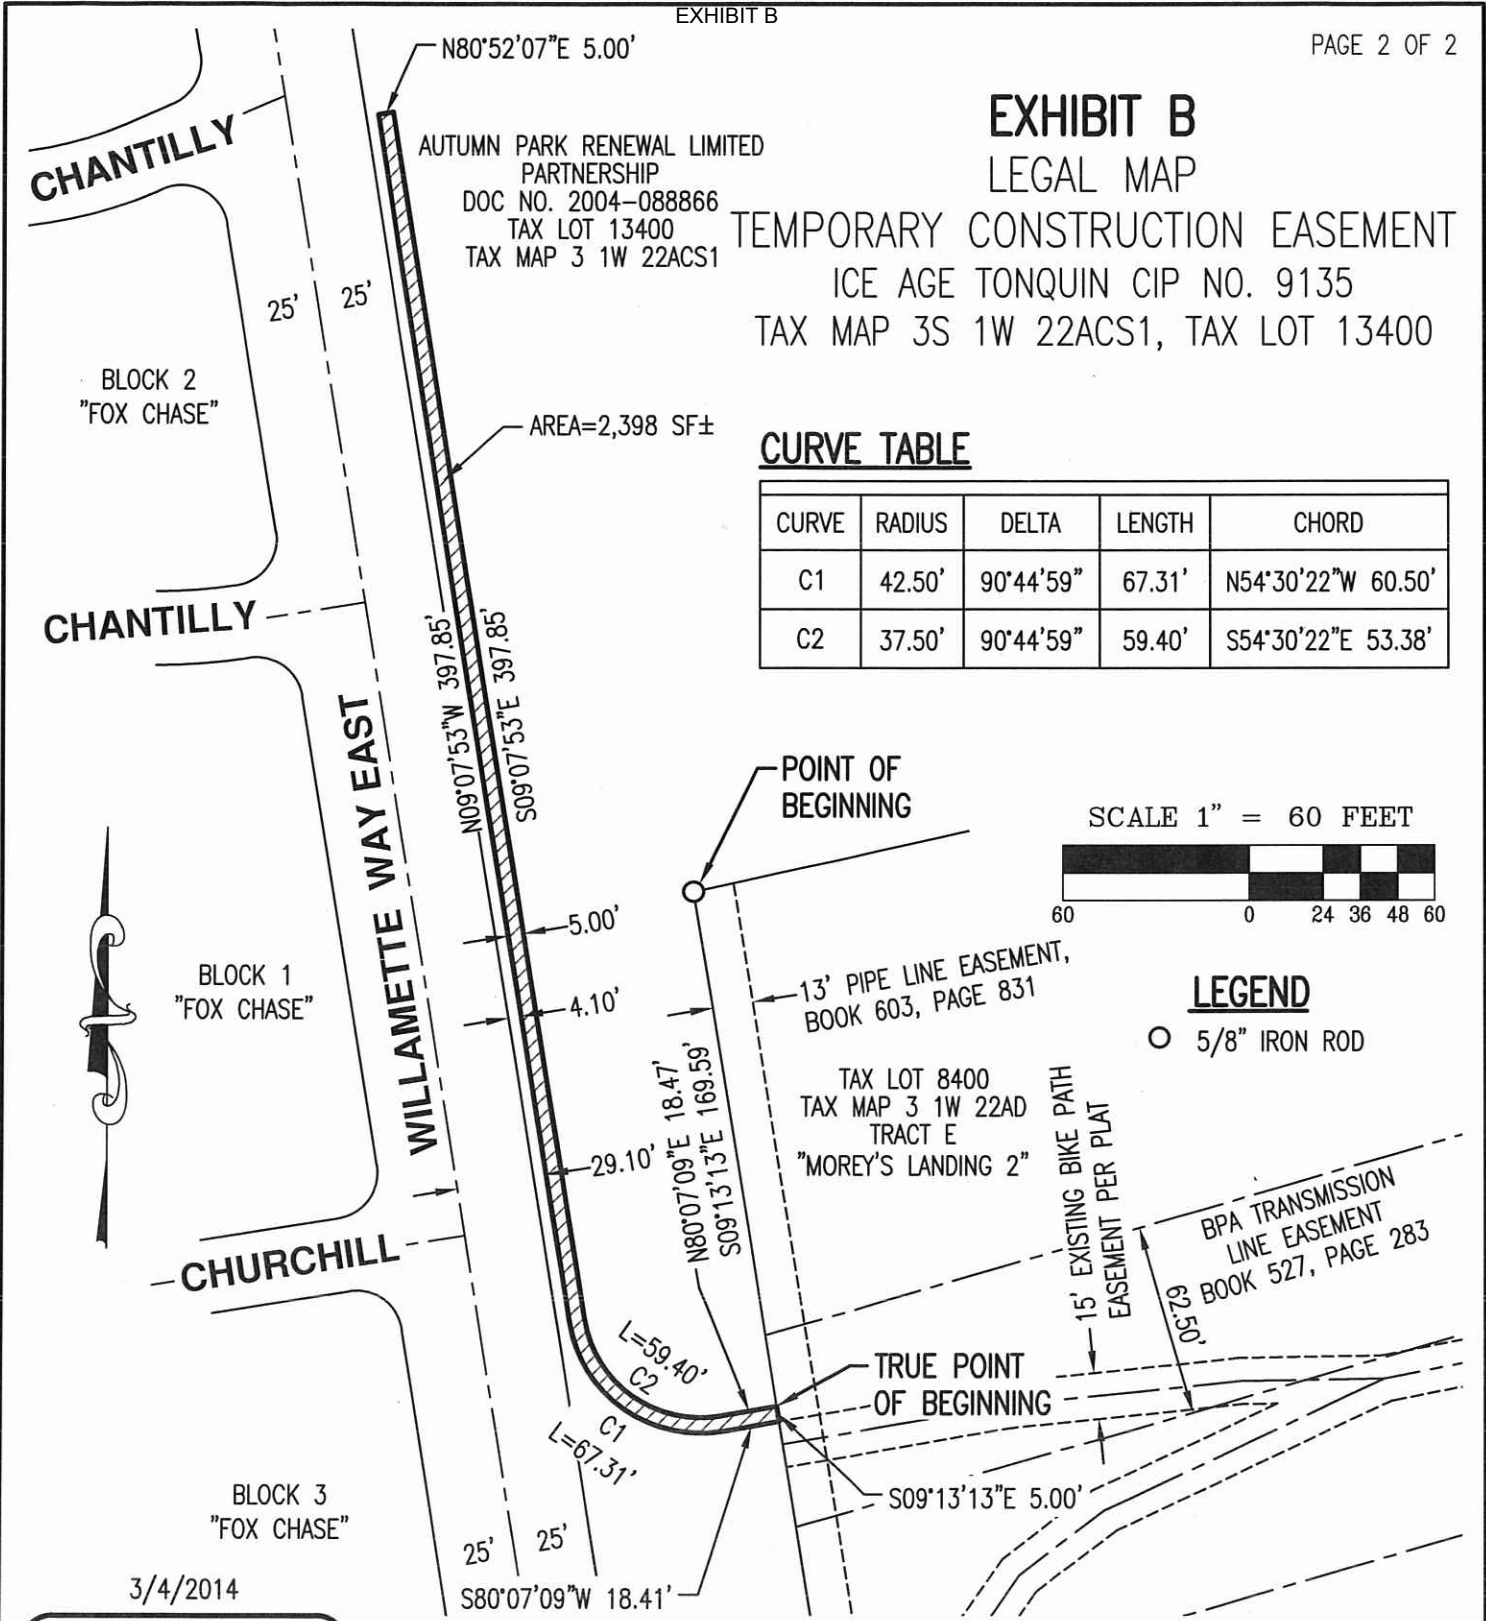 EXHIBIT B
PAGE 2 OF 2
N80°52'07"E 5.00'
EXHIBIT B
LEGAL MAP
TEMPORARY CONSTRUCTION EASEMENT
ICE AGE TONQUIN CIP NO. 9135
TAX MAP 3S 1W 22ACS1, TAX LOT 13400
AUTUMN PARK RENEWAL LIMITED
PARTNERSHIP
DOC NO. 2004-088866
TAX LOT 13400
TAX MAP 3 1W 22ACS1
CHANTILLY
25'
25'
BLOCK 2
"FOX CHASE"
AREA=2,398 SF±
CURVE TABLE
CURVE RADIUS DELTA LENGTH CHORD
C1 42.50' 90°44'59" 67.31' N54°30'22"W 60.50'
C2 37.50' 90°44'59" 59.40' S54°30'22"E 53.38'
CHANTILLY
N09°07'53"W 397.85'
S09°07'53"E 397.85'
WILLAMETTE WAY EAST
POINT OF
BEGINNING
SCALE 1" = 60 FEET
60 0 24 36 48 60
5.00'
4.10'
29.10'
BLOCK 1
"FOX CHASE"
13' PIPE LINE EASEMENT,
BOOK 603, PAGE 831
LEGEND
5/8" IRON ROD
N80°07'09"E 18.47'
S09°13'13"E 169.59'
TAX LOT 8400
TAX MAP 3 1W 22AD
TRACT E
"MOREY'S LANDING 2"
15' EXISTING BIKE PATH
EASEMENT PER PLAT
BPA TRANSMISSION
LINE EASEMENT
BOOK 527, PAGE 283
62.50'
CHURCHILL
L=59.40'
C2
C1
L=67.31'
TRUE POINT
OF BEGINNING
S09°13'13"E 5.00'
BLOCK 3
"FOX CHASE"
25'
25'
S80°07'09"W 18.41'
3/4/2014